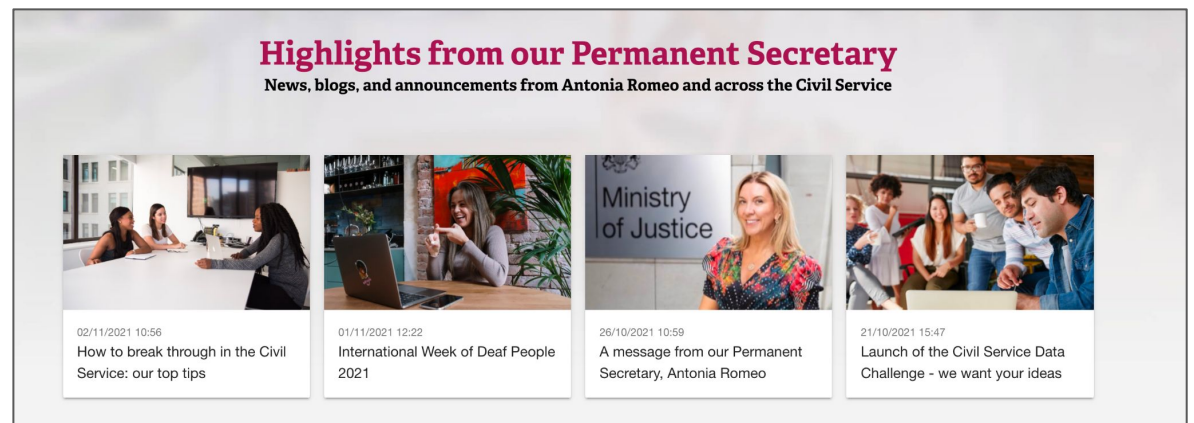 Highlights from our Permanent Secretary
News, blogs, and announcements from Antonia Romeo and across the Civil Service
Ministry
of Justice
02/11/2021 10:56
How to break through in the Civil
Service: our top tips
01/11/2021 12:22
International Week of Deaf People
2021
26/10/2021 10:59
A message from our Permanent
Secretary, Antonia Romeo
21/10/2021 15:47
Launch of the Civil Service Data
Challenge - we want your ideas